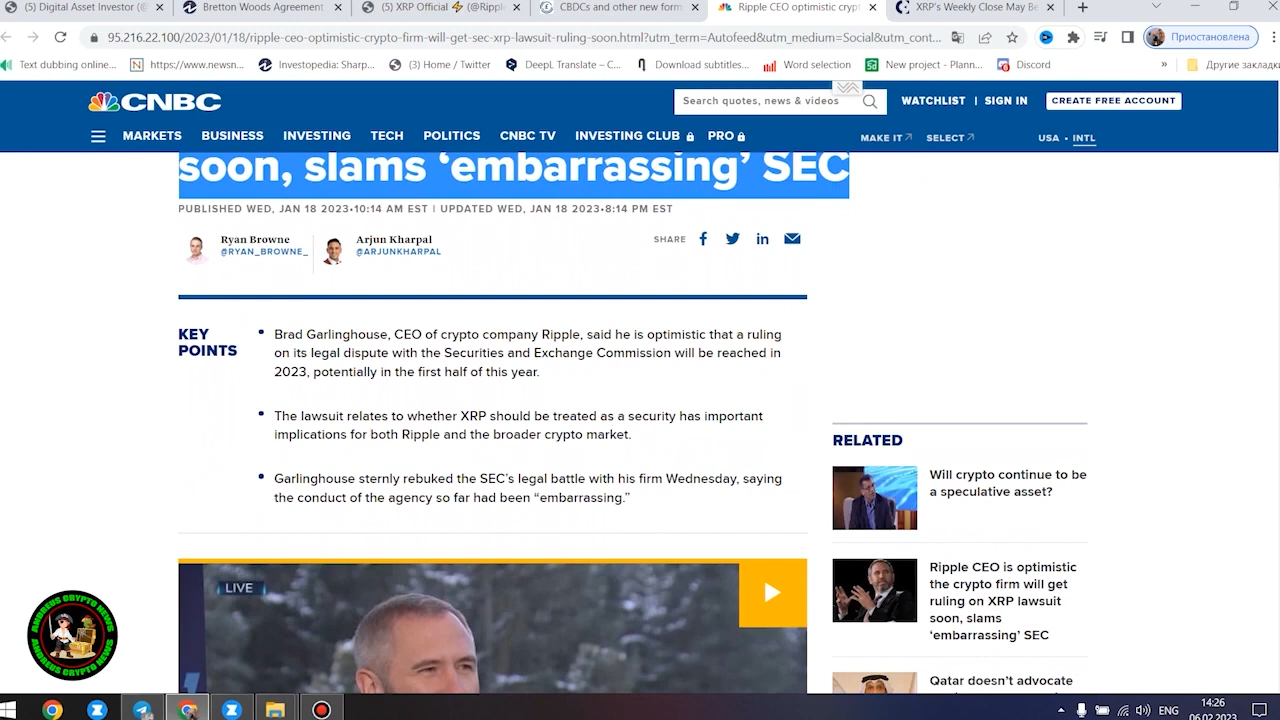 (5) Digital Asset Investor (@
Bretton Woods Agreement
(5) XRP Official ⚡ (@Ripple
CBDCs and other new form
Ripple CEO optimistic crypt
XRP's Weekly Close May Be
95.216.22.100/2023/01/18/ripple-ceo-optimistic-crypto-firm-will-get-sec-xrp-lawsuit-ruling-soon.html?utm_term=Autofeed&utm_medium=Social&utm_cont...
Приостановлена
Text dubbing online...
https://www.newsn...
Investopedia: Sharp...
(3) Home / Twitter
DeepL Translate – С...
Download subtitles...
Word selection
New project - Plann...
Discord
»
Другие закладки
CNBC
Search quotes, news & videos
WATCHLIST | SIGN IN
CREATE FREE ACCOUNT
MARKETS
BUSINESS
INVESTING
TECH
POLITICS
CNBC TV
INVESTING CLUB
PRO
MAKE IT
SELECT
USA • INTL
soon, slams ‘embarrassing’ SEC
PUBLISHED WED, JAN 18 2023•10:14 AM EST | UPDATED WED, JAN 18 2023•8:14 PM EST
Ryan Browne
@RYAN_BROWNE_
Arjun Kharpal
@ARJUNKHARPAL
SHARE
KEY
POINTS
Brad Garlinghouse, CEO of crypto company Ripple, said he is optimistic that a ruling
on its legal dispute with the Securities and Exchange Commission will be reached in
2023, potentially in the first half of this year.
The lawsuit relates to whether XRP should be treated as a security has important
implications for both Ripple and the broader crypto market.
Garlinghouse sternly rebuked the SEC’s legal battle with his firm Wednesday, saying
the conduct of the agency so far had been “embarrassing.”
LIVE
RELATED
Will crypto continue to be
a speculative asset?
Ripple CEO is optimistic
the crypto firm will get
ruling on XRP lawsuit
soon, slams
‘embarrassing’ SEC
Qatar doesn’t advocate
ANDREUS CRYPTO NEWS
ANDREUS CRYPTO NEWS
ENG
14:26
06.02.2023